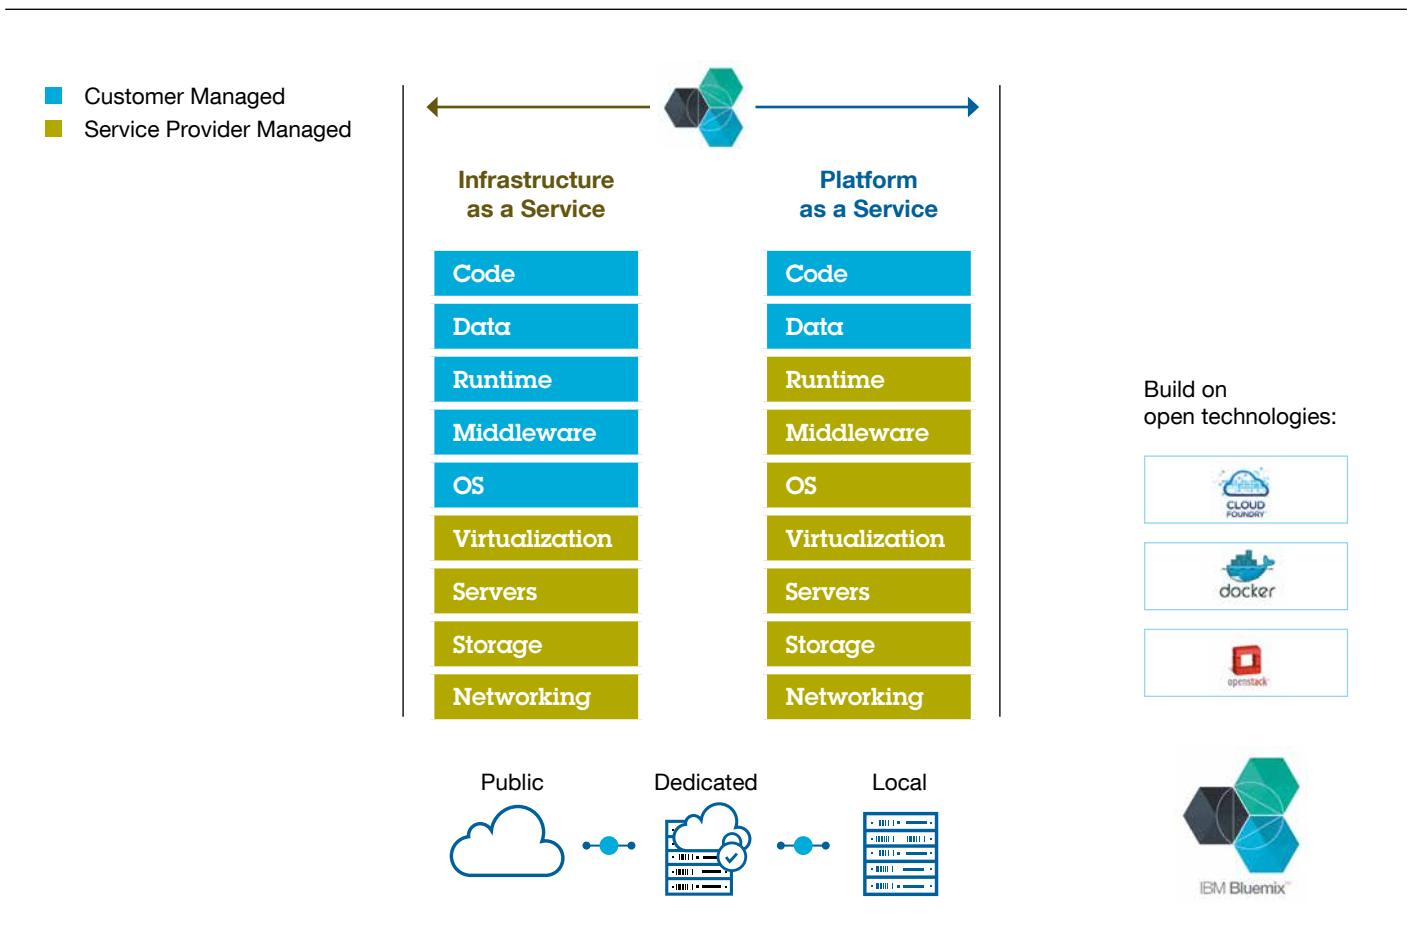 Customer Managed
Service Provider Managed
Infrastructure
as a Service
Code
Data
Runtime
Middleware
OS
Virtualization
Servers
Storage
Networking
Platform
as a Service
Code
Data
Runtime
Middleware
OS
Virtualization
Servers
Storage
Networking
Build on
open technologies:
CLOUD
FOUNDRY
docker
openstack
Public
Dedicated
Local
IBM Bluemix™